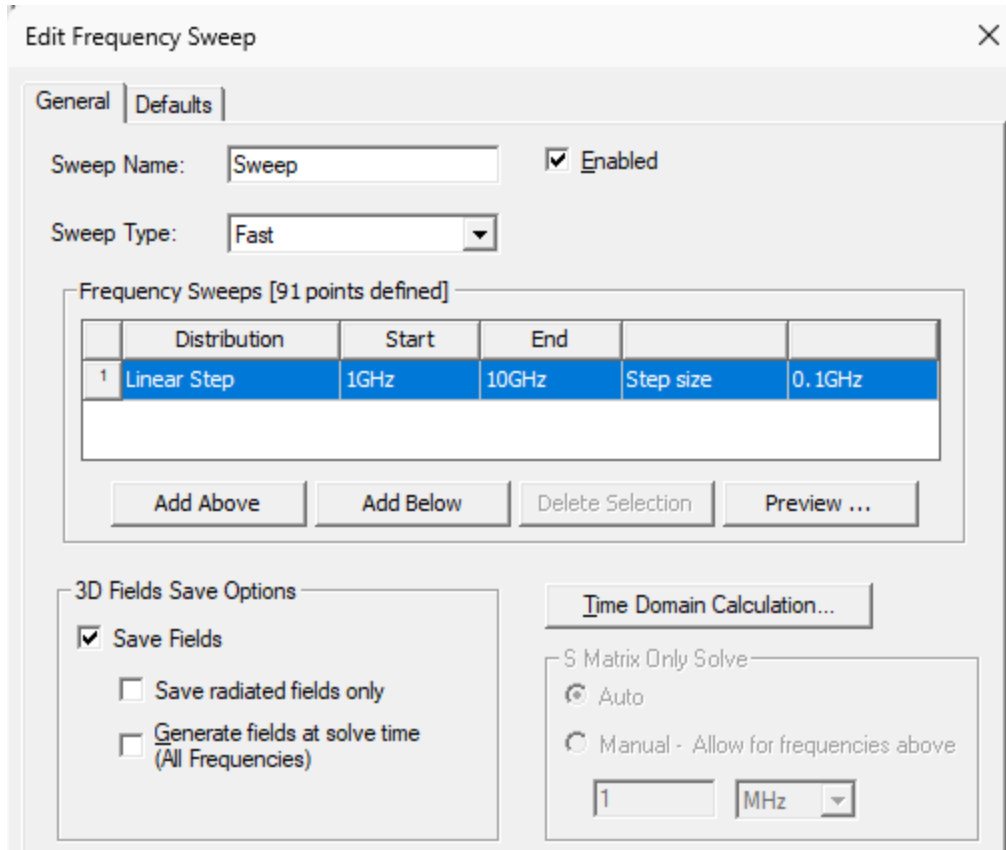 Edit Frequency Sweep
General Defaults
Sweep Name: Sweep Enabled
Sweep Type: Fast
Frequency Sweeps [91 points defined]
Distribution Start End
1 Linear Step 1GHz 10GHz Step size 0.1GHz
Add Above Add Below Delete Selection Preview ...
3D Fields Save Options
Save Fields
Save radiated fields only
Generate fields at solve time
(All Frequencies)
Time Domain Calculation...
S Matrix Only Solve
Auto
Manual - Allow for frequencies above
1 MHz